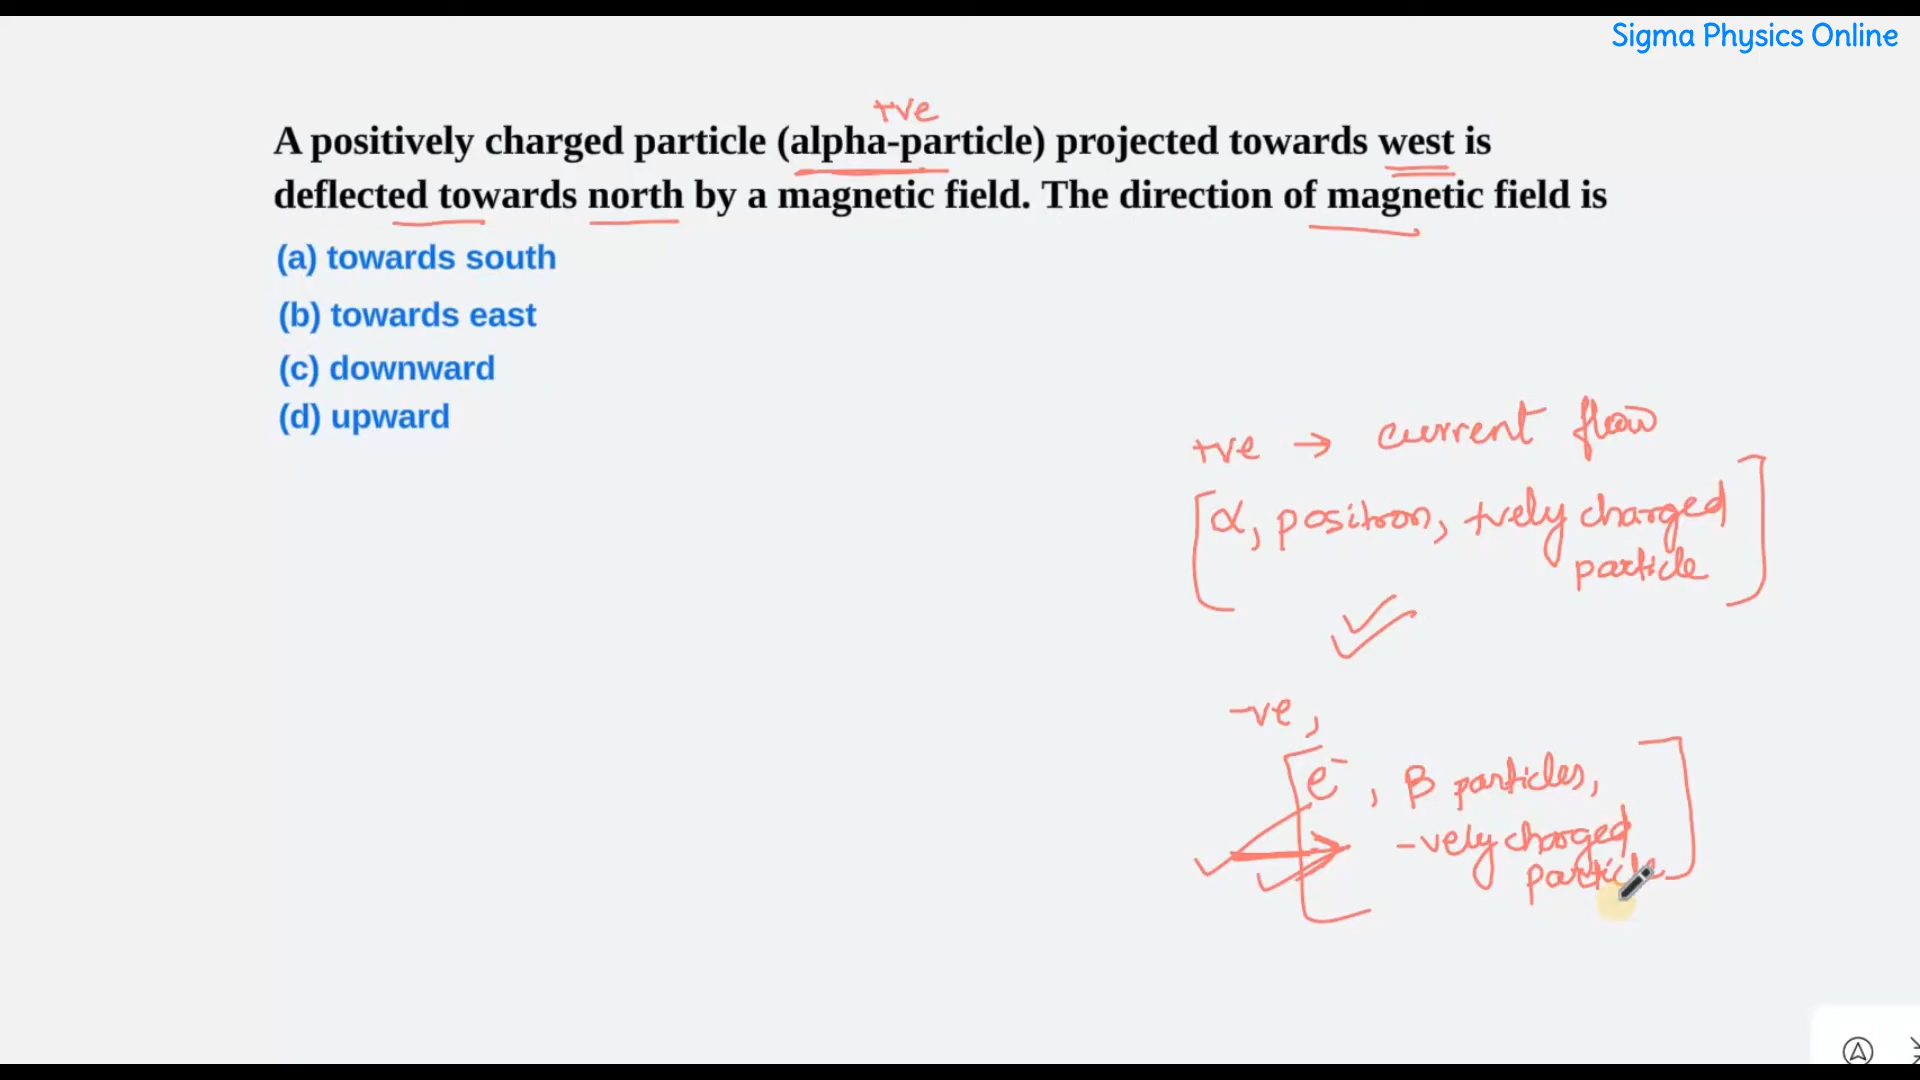 Sigma Physics Online
+ve
A positively charged particle (alpha-particle) projected towards west is
deflected towards north by a magnetic field. The direction of magnetic field is
(a) towards south
(b) towards east
(c) downward
(d) upward
+ve → current flow
[α, positron, +vely charged
particle]
-ve,
[e⁻, β particles,
-vely charged
particle]